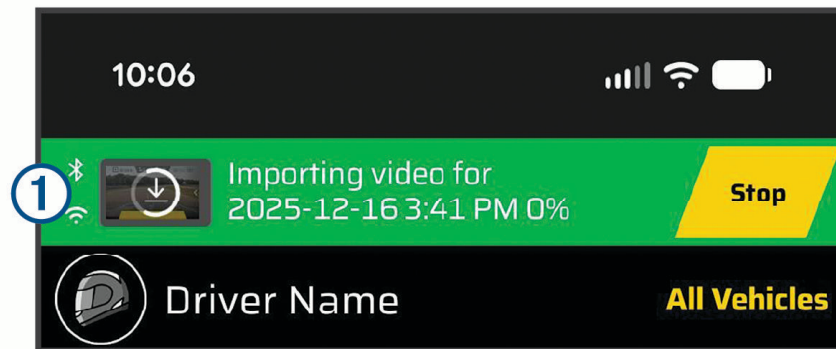 10:06
1
Importing video for
2025-12-16 3:41 PM 0%
Stop
Driver Name
All Vehicles